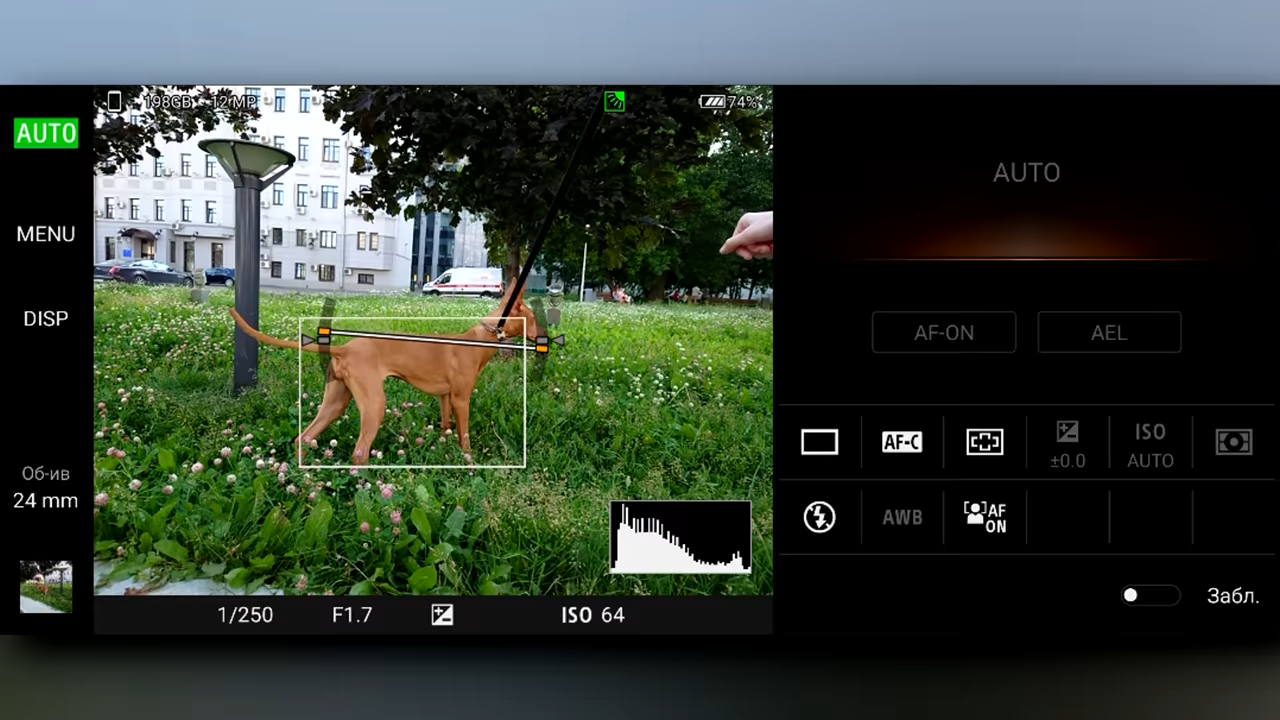 198GB 12 MP
74%
AUTO
MENU
DISP
Об-ив
24 mm
1/250 F1.7 ISO 64
AUTO
AF-ON AEL
AF-C
±0.0
ISO
AUTO
AWB
AF
ON
Забл.